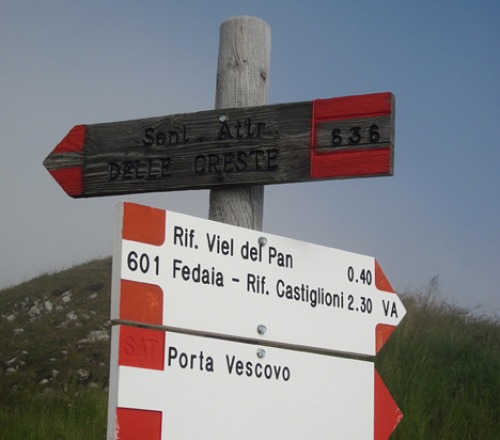 Sent. Attr.
DELLE CRESTE
636
Rif. Viel del Pan 0.40
601 Fedaia - Rif. Castiglioni 2.30 VA
SAT Porta Vescovo